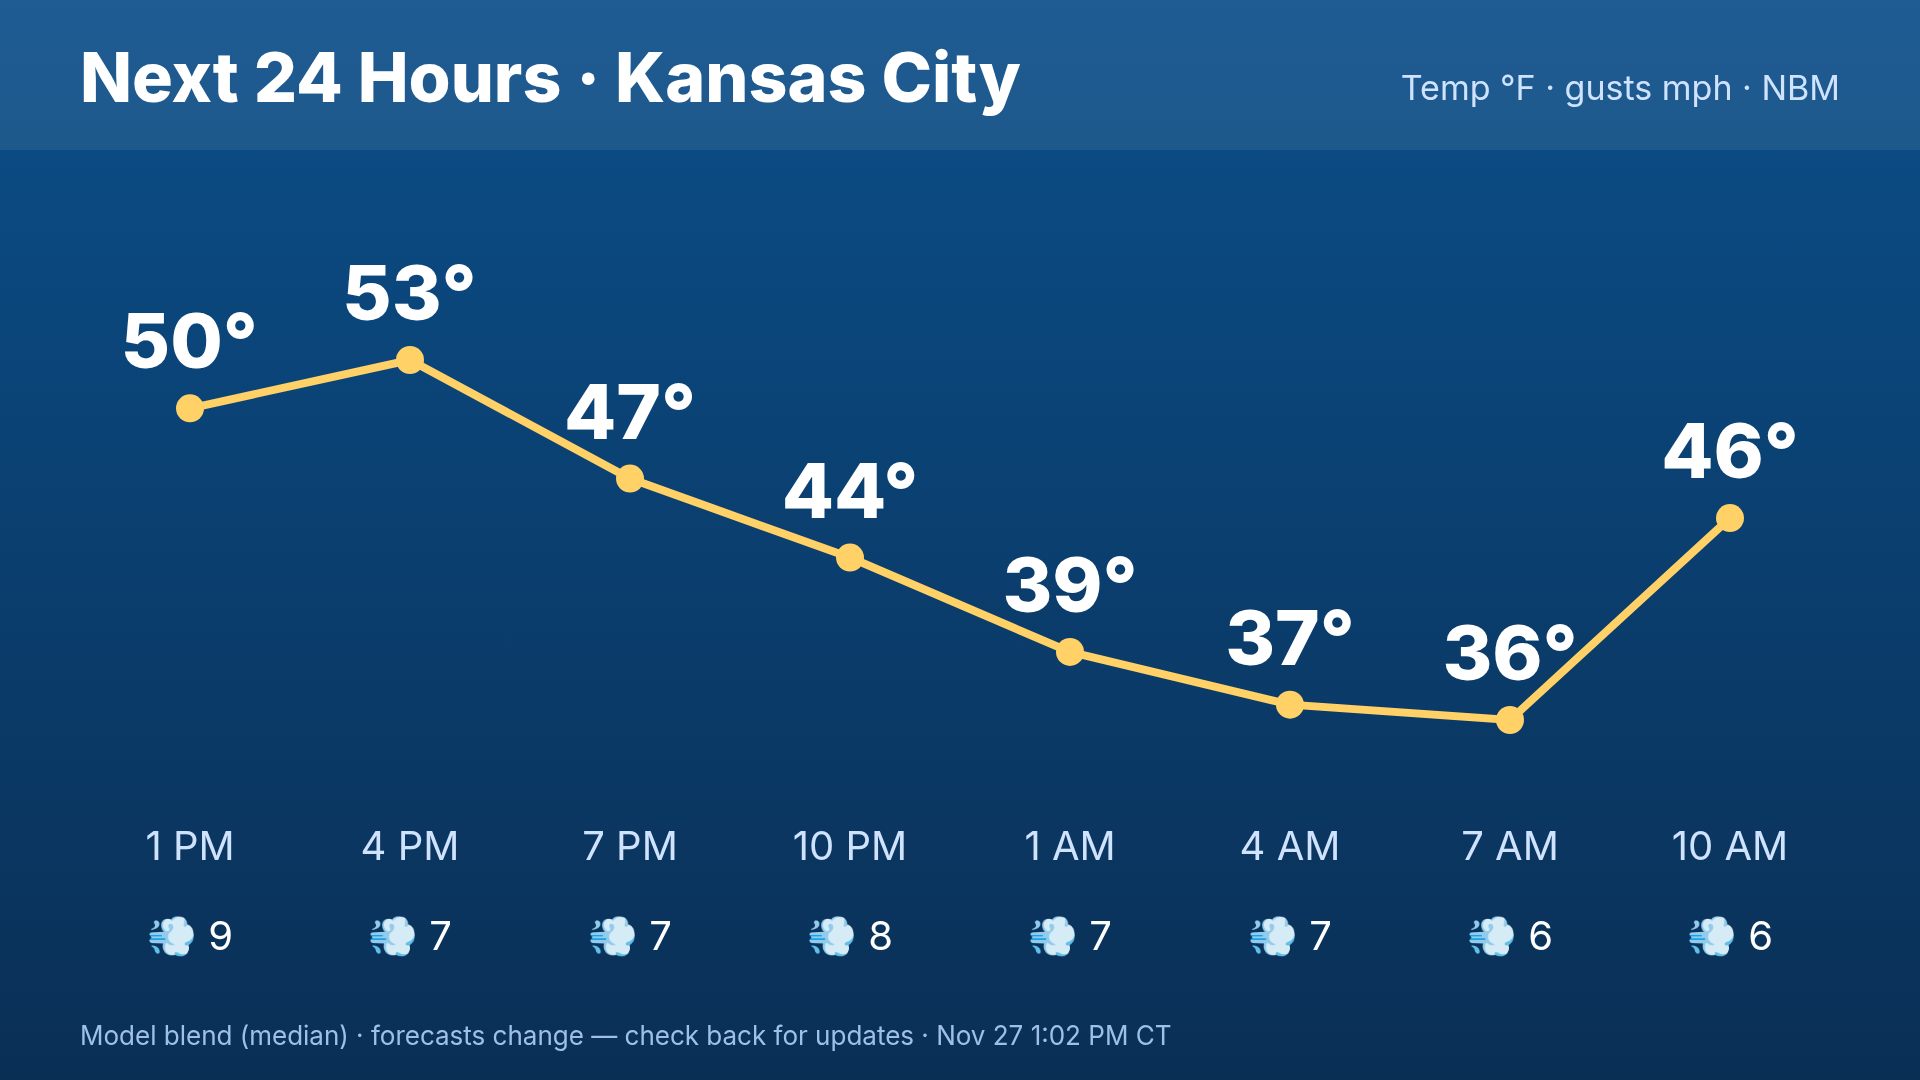 Next 24 Hours · Kansas City
Temp °F · gusts mph · NBM
50°
53°
47°
44°
39°
37°
36°
46°
1 PM
4 PM
7 PM
10 PM
1 AM
4 AM
7 AM
10 AM
9
7
7
8
7
7
6
6
Model blend (median) · forecasts change — check back for updates · Nov 27 1:02 PM CT